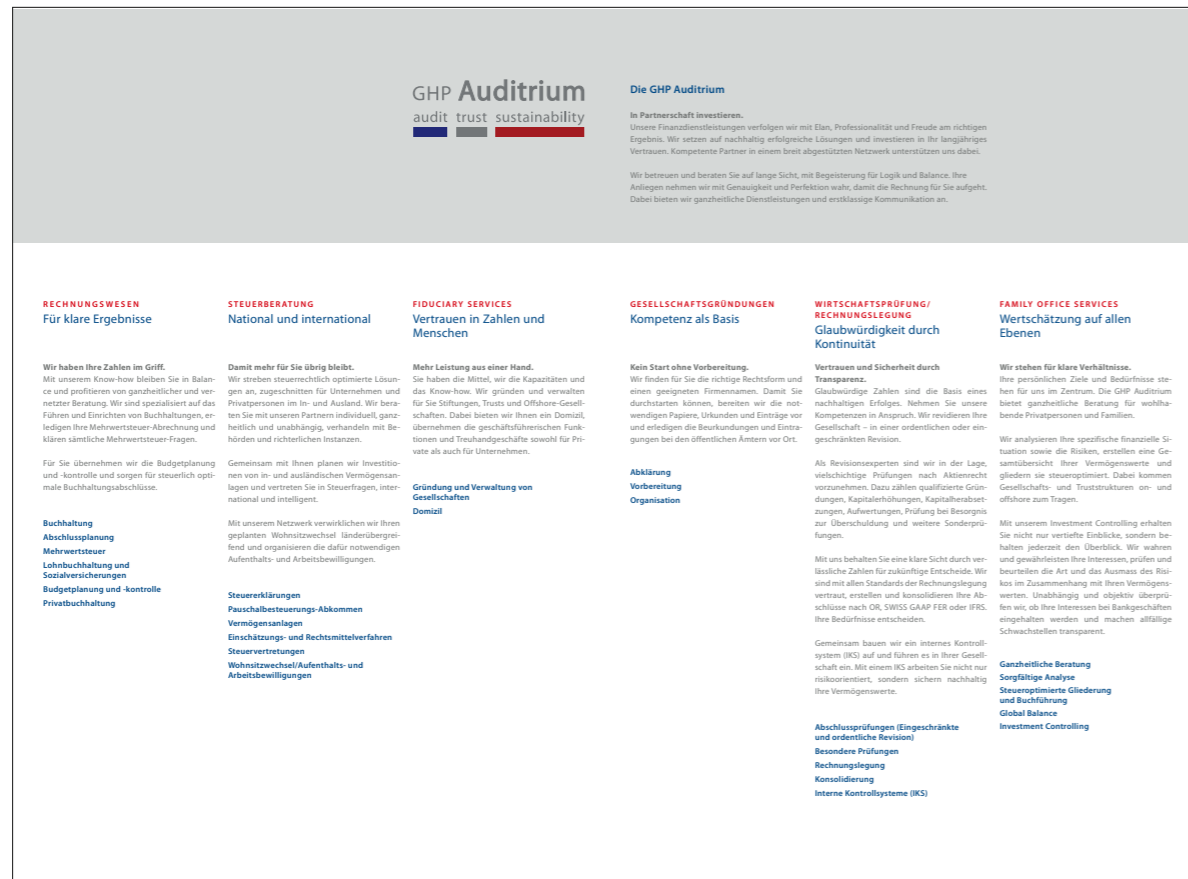 GHP Auditrium
audit trust sustainability
Die GHP Auditrium
In Partnerschaft investieren.
Unsere Finanzdienstleistungen verfolgen wir mit Elan, Professionalität und Freude am richtigen
Ergebnis. Wir setzen auf nachhaltig erfolgreiche Lösungen und investieren in Ihr langjähriges
Vertrauen. Kompetente Partner in einem breit abgestützten Netzwerk unterstützen uns dabei.
Wir betreuen und beraten Sie auf lange Sicht, mit Begeisterung für Logik und Balance. Ihre
Anliegen nehmen wir mit Genauigkeit und Perfektion wahr, damit die Rechnung für Sie aufgeht.
Dabei bieten wir ganzheitliche Dienstleistungen und erstklassige Kommunikation an.
RECHNUNGSWESEN
Für klare Ergebnisse
Wir haben Ihre Zahlen im Griff.
Mit unserem Know-how bleiben Sie in Balan-
ce und profitieren von ganzheitlicher und ver-
netzter Beratung. Wir sind spezialisiert auf das
Führen und Einrichten von Buchhaltungen, er-
ledigen Ihre Mehrwertsteuer-Abrechnung und
klären sämtliche Mehrwertsteuer-Fragen.
Für Sie übernehmen wir die Budgetplanung
und -kontrolle und sorgen für steuerlich opti-
male Buchhaltungsabschlüsse.
Buchhaltung
Abschlussplanung
Mehrwertsteuer
Lohnbuchhaltung und
Sozialversicherungen
Budgetplanung und -kontrolle
Privatbuchhaltung
STEUERBERATUNG
National und international
Damit mehr für Sie übrig bleibt.
Wir streben steuerrechtlich optimierte Lösun-
gen an, zugeschnitten für Unternehmen und
Privatpersonen im In- und Ausland. Wir bera-
ten Sie mit unseren Partnern individuell, ganz-
heitlich und unabhängig, verhandeln mit Be-
hörden und richterlichen Instanzen.
Gemeinsam mit Ihnen planen wir Investitio-
nen von in- und ausländischen Vermögensan-
lagen und vertreten Sie in Steuerfragen, inter-
national und intelligent.
Mit unserem Netzwerk verwirklichen wir Ihren
geplanten Wohnsitzwechsel länderübergrei-
fend und organisieren die dafür notwendigen
Aufenthalts- und Arbeitsbewilligungen.
Steuererklärungen
Pauschalbesteuerungs-Abkommen
Vermögensanlagen
Einschätzungs- und Rechtsmittelverfahren
Steuervertretungen
Wohnsitzwechsel/Aufenthalts- und
Arbeitsbewilligungen
FIDUCIARY SERVICES
Vertrauen in Zahlen und
Menschen
Mehr Leistung aus einer Hand.
Sie haben die Mittel, wir die Kapazitäten und
das Know-how. Wir gründen und verwalten
für Sie Stiftungen, Trusts und Offshore-Gesell-
schaften. Dabei bieten wir Ihnen ein Domizil,
übernehmen die geschäftsführerischen Funk-
tionen und Treuhandgeschäfte sowohl für Pri-
vate als auch für Unternehmen.
Gründung und Verwaltung von
Gesellschaften
Domizil
GESELLSCHAFTSGRÜNDUNGEN
Kompetenz als Basis
Kein Start ohne Vorbereitung.
Wir finden für Sie die richtige Rechtsform und
einen geeigneten Firmennamen. Damit Sie
durchstarten können, bereiten wir die not-
wendigen Papiere, Urkunden und Einträge vor
und erledigen die Beurkundungen und Eintra-
gungen bei den öffentlichen Ämtern vor Ort.
Abklärung
Vorbereitung
Organisation
WIRTSCHAFTSPRÜFUNG/
RECHNUNGSLEGUNG
Glaubwürdigkeit durch
Kontinuität
Vertrauen und Sicherheit durch
Transparenz.
Glaubwürdige Zahlen sind die Basis eines
nachhaltigen Erfolges. Nehmen Sie unsere
Kompetenzen in Anspruch. Wir revidieren Ihre
Gesellschaft – in einer ordentlichen oder ein-
geschränkten Revision.
Als Revisionsexperten sind wir in der Lage,
vielschichtige Prüfungen nach Aktienrecht
vorzunehmen. Dazu zählen qualifizierte Grün-
dungen, Kapitalerhöhungen, Kapitalherabset-
zungen, Aufwertungen, Prüfung bei Besorgnis
zur Überschuldung und weitere Sonderprü-
fungen.
Mit uns behalten Sie eine klare Sicht durch ver-
lässliche Zahlen für zukünftige Entscheide. Wir
sind mit allen Standards der Rechnungslegung
vertraut, erstellen und konsolidieren Ihre Ab-
schlüsse nach OR, SWISS GAAP FER oder IFRS.
Ihre Bedürfnisse entscheiden.
Gemeinsam bauen wir ein internes Kontroll-
system (IKS) auf und führen es in Ihrer Gesell-
schaft ein. Mit einem IKS arbeiten Sie nicht nur
risikoorientiert, sondern sichern nachhaltig
Ihre Vermögenswerte.
Abschlussprüfungen (Eingeschränkte
und ordentliche Revision)
Besondere Prüfungen
Rechnungslegung
Konsolidierung
Interne Kontrollsysteme (IKS)
FAMILY OFFICE SERVICES
Wertschätzung auf allen
Ebenen
Wir stehen für klare Verhältnisse.
Ihre persönlichen Ziele und Bedürfnisse ste-
hen für uns im Zentrum. Die GHP Auditrium
bietet ganzheitliche Beratung für wohlha-
bende Privatpersonen und Familien.
Wir analysieren Ihre spezifische finanzielle Si-
tuation sowie die Risiken, erstellen eine Ge-
samtübersicht Ihrer Vermögenswerte und
gliedern sie steueroptimiert. Dabei kommen
Gesellschafts- und Truststrukturen on- und
offshore zum Tragen.
Mit unserem Investment Controlling erhalten
Sie nicht nur vertiefte Einblicke, sondern be-
halten jederzeit den Überblick. Wir wahren
und gewährleisten Ihre Interessen, prüfen und
beurteilen die Art und das Ausmass des Risi-
kos im Zusammenhang mit Ihren Vermögens-
werten. Unabhängig und objektiv überprü-
fen wir, ob Ihre Interessen bei Bankgeschäften
eingehalten werden und machen allfällige
Schwachstellen transparent.
Ganzheitliche Beratung
Sorgfältige Analyse
Steueroptimierte Gliederung
und Buchführung
Global Balance
Investment Controlling